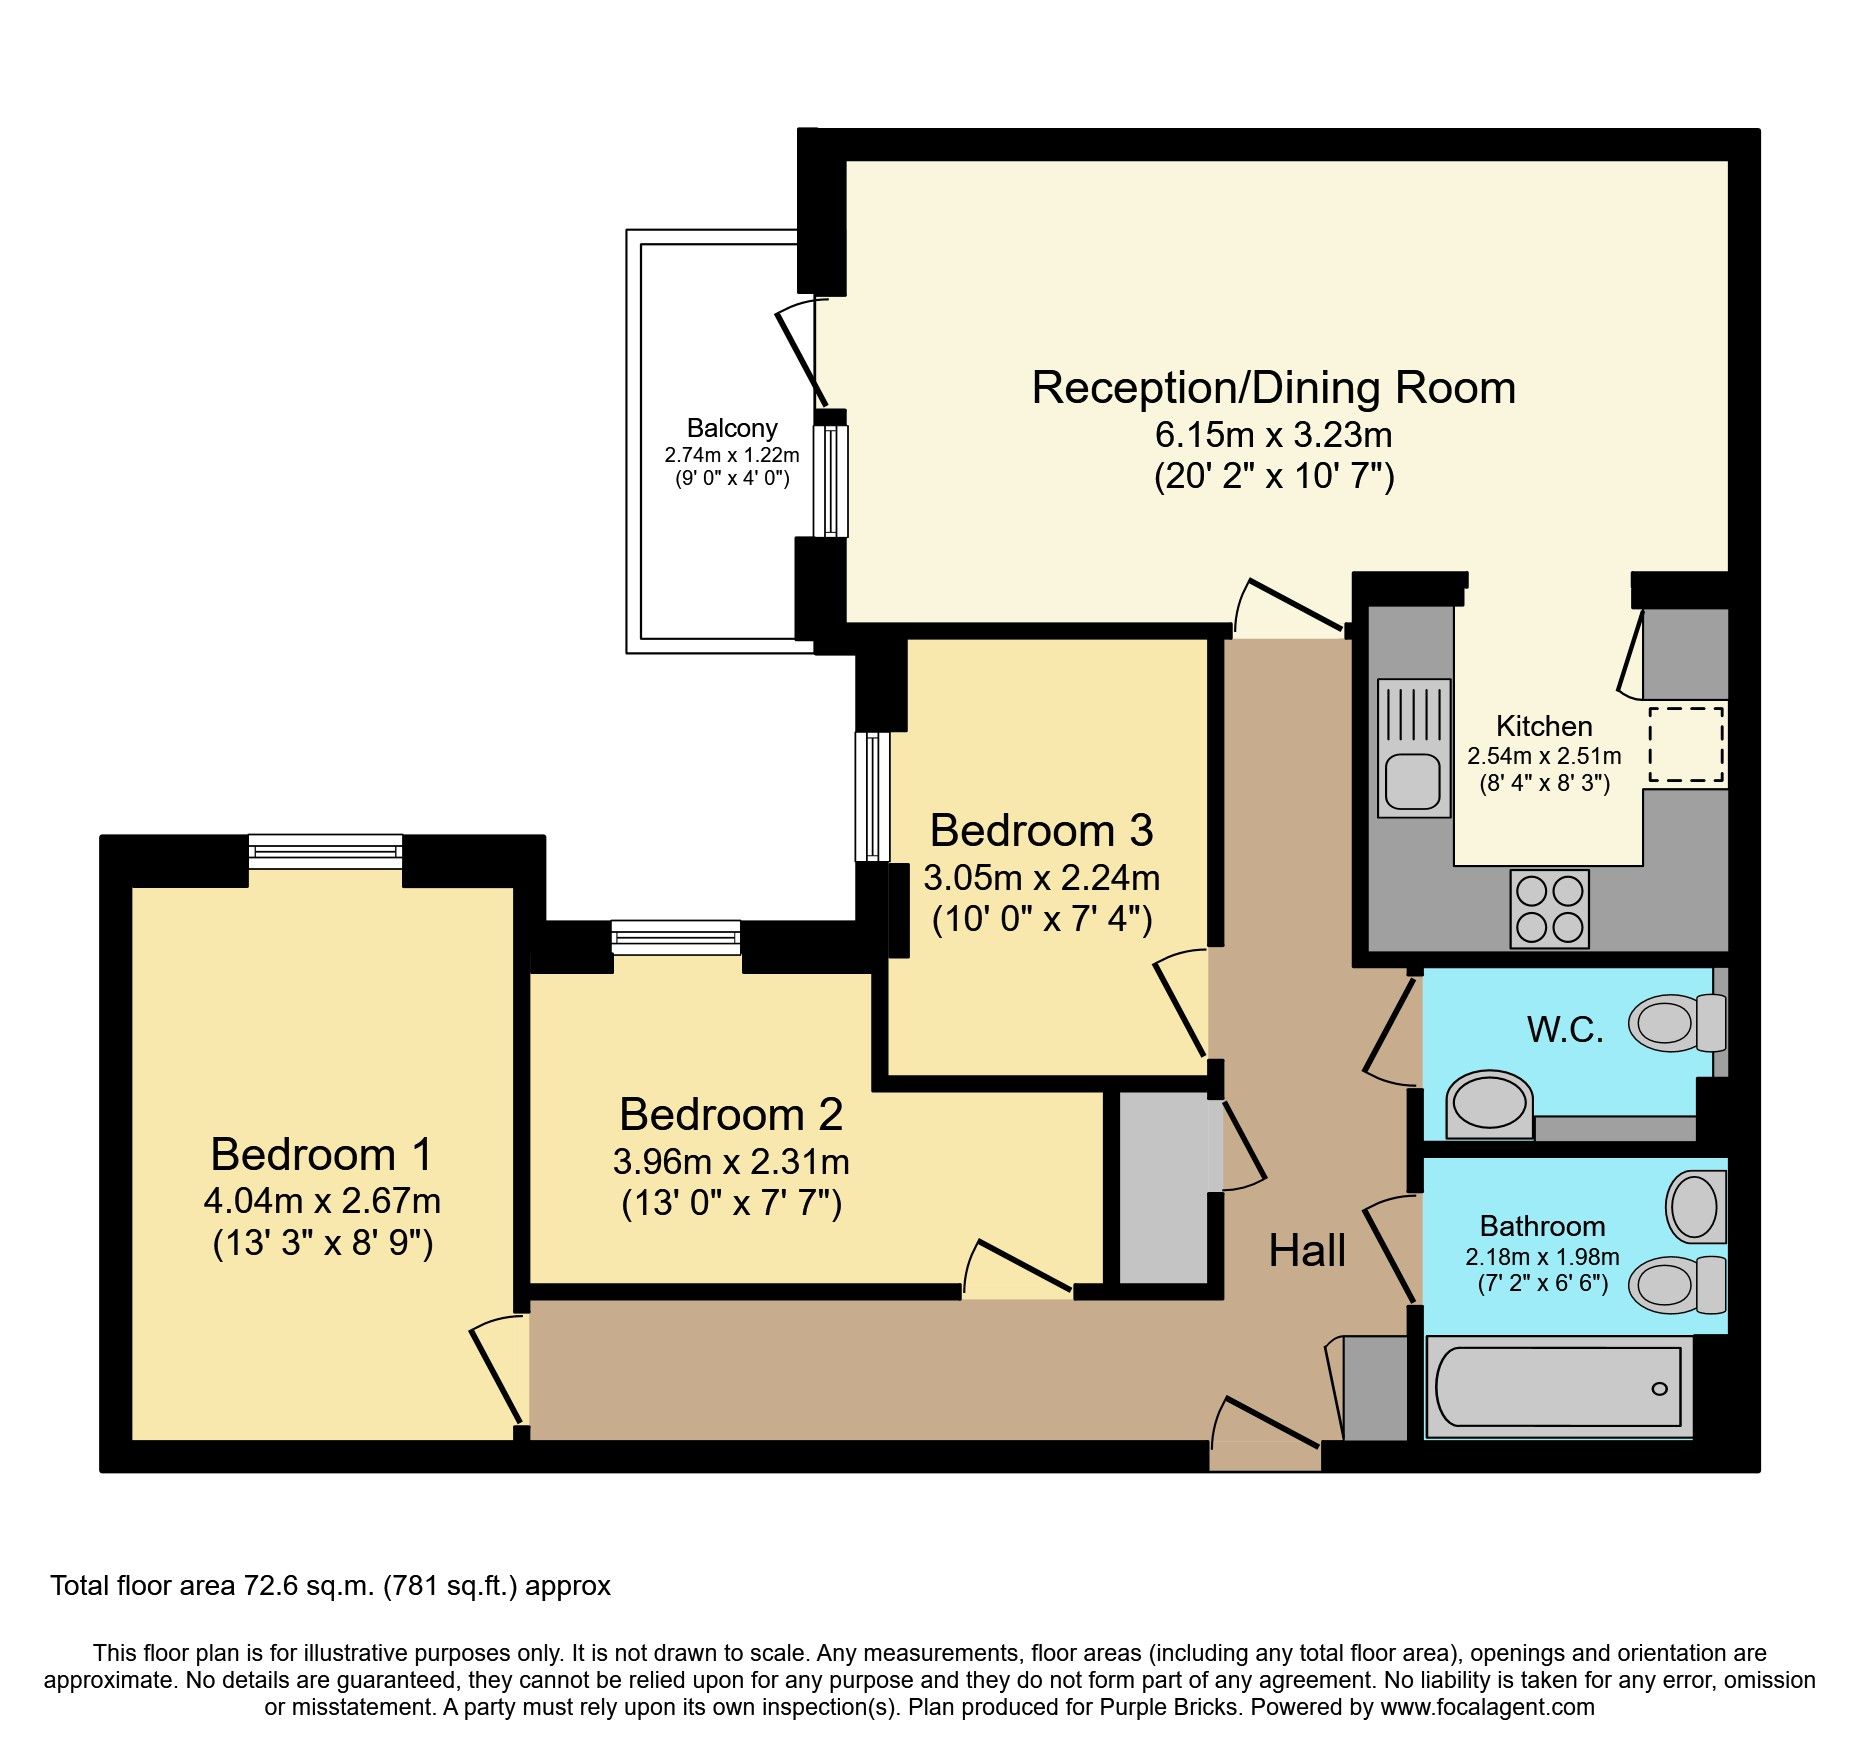 Reception/Dining Room
6.15m x 3.23m
(20' 2" x 10' 7")
Balcony
2.74m x 1.22m
(9' 0" x 4' 0")
Kitchen
2.54m x 2.51m
(8' 4" x 8' 3")
Bedroom 3
3.05m x 2.24m
(10' 0" x 7' 4")
W.C.
Bedroom 2
3.96m x 2.31m
(13' 0" x 7' 7")
Bedroom 1
4.04m x 2.67m
(13' 3" x 8' 9")
Hall
Bathroom
2.18m x 1.98m
(7' 2" x 6' 6")
Total floor area 72.6 sq.m. (781 sq.ft.) approx
This floor plan is for illustrative purposes only. It is not drawn to scale. Any measurements, floor areas (including any total floor area), openings and orientation are
approximate. No details are guaranteed, they cannot be relied upon for any purpose and they do not form part of any agreement. No liability is taken for any error, omission
or misstatement. A party must rely upon its own inspection(s). Plan produced for Purple Bricks. Powered by www.focalagent.com